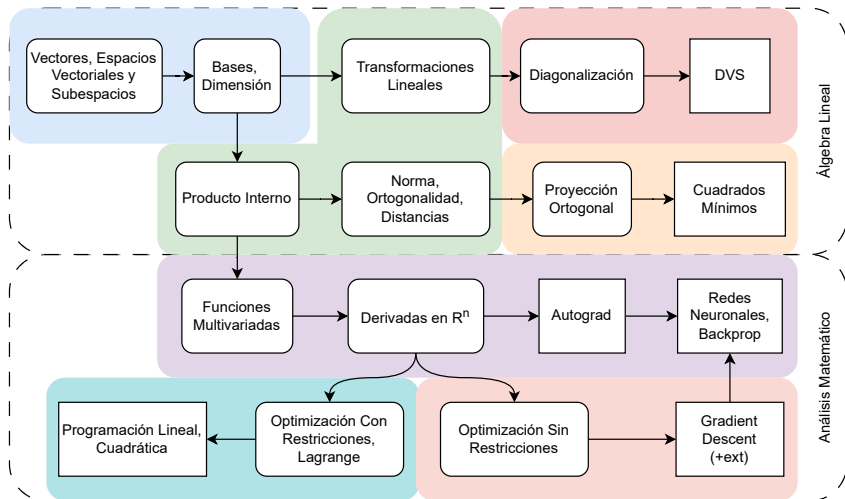 Vectores, Espacios
Vectoriales y
Subespacios
Bases,
Dimensión
Transformaciones
Lineales
Diagonalización
DVS
Álgebra Lineal
Producto Interno
Norma,
Ortogonalidad,
Distancias
Proyección
Ortogonal
Cuadrados
Mínimos
Funciones
Multivariadas
Derivadas en Rⁿ
Autograd
Redes
Neuronales,
Backprop
Análisis Matemático
Programación Lineal,
Cuadrática
Optimización Con
Restricciones,
Lagrange
Optimización Sin
Restricciones
Gradient
Descent
(+ext)